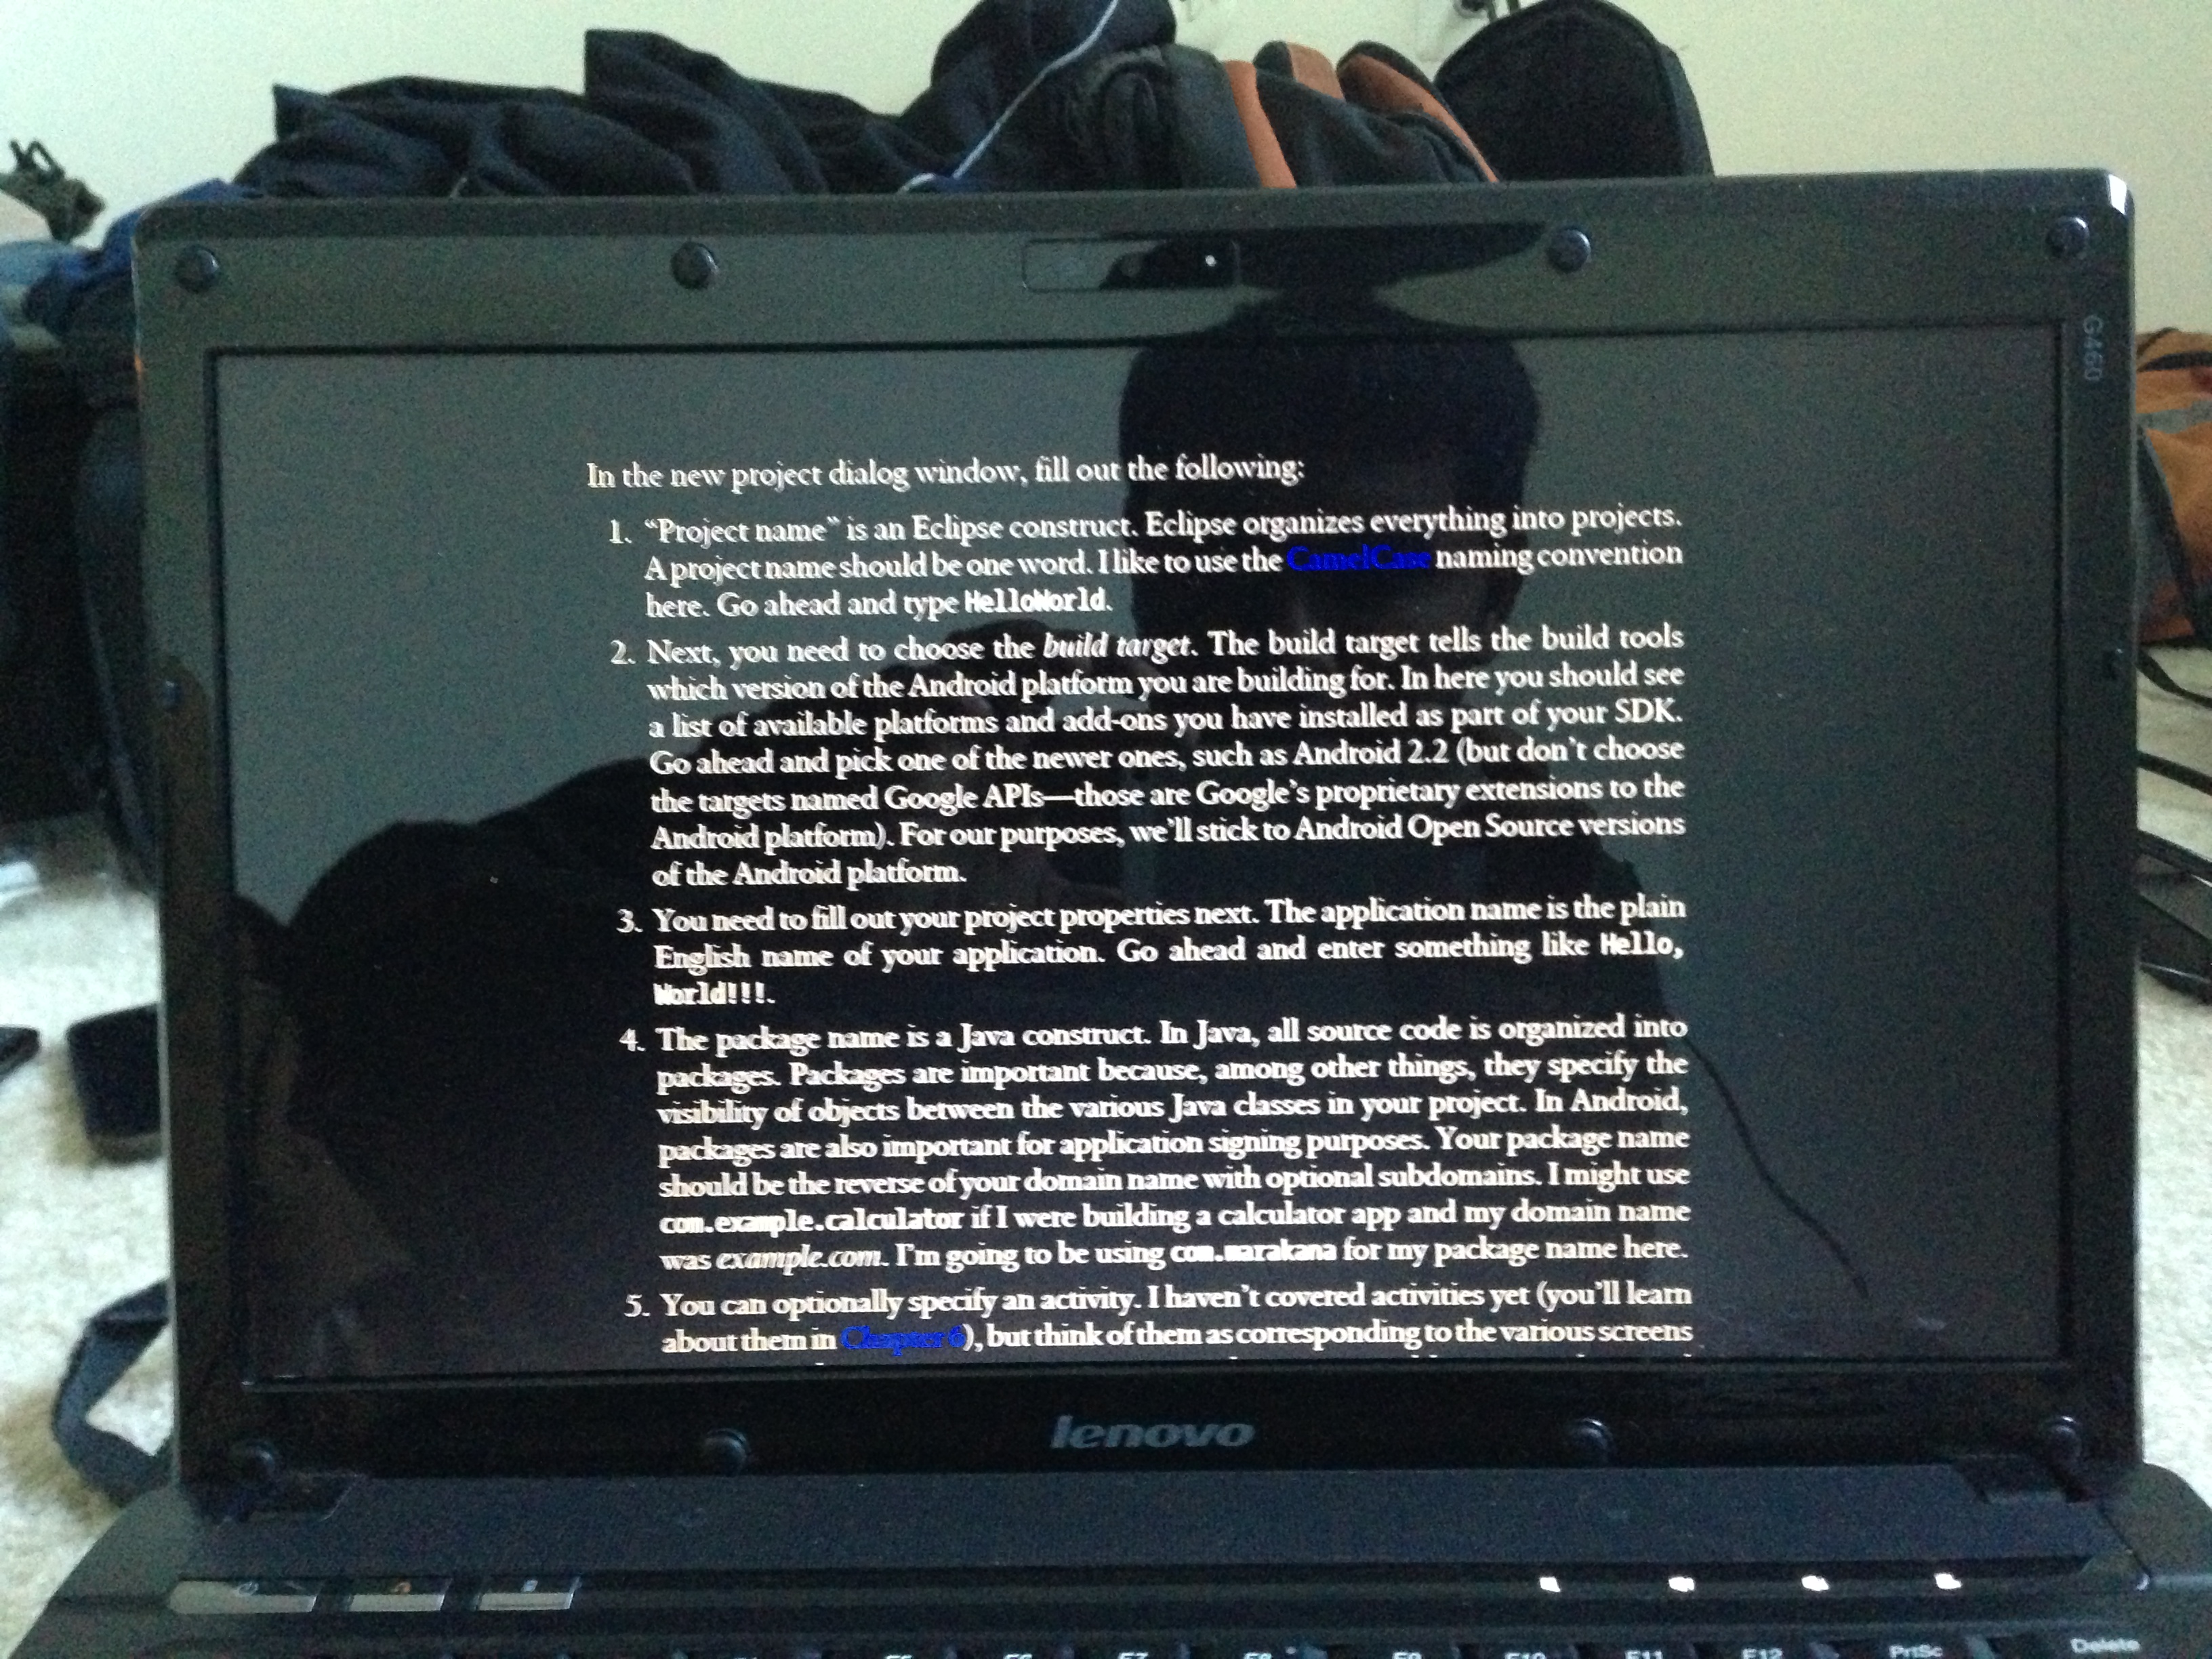 G460
In the new project dialog window, fill out the following:
1. “Project name” is an Eclipse construct. Eclipse organizes everything into projects.
A project name should be one word. I like to use the CamelCase naming convention
here. Go ahead and type HelloWorld.
2. Next, you need to choose the build target. The build target tells the build tools
which version of the Android platform you are building for. In here you should see
a list of available platforms and add-ons you have installed as part of your SDK.
Go ahead and pick one of the newer ones, such as Android 2.2 (but don’t choose
the targets named Google APIs—those are Google’s proprietary extensions to the
Android platform). For our purposes, we’ll stick to Android Open Source versions
of the Android platform.
3. You need to fill out your project properties next. The application name is the plain
English name of your application. Go ahead and enter something like Hello,
World!!!.
4. The package name is a Java construct. In Java, all source code is organized into
packages. Packages are important because, among other things, they specify the
visibility of objects between the various Java classes in your project. In Android,
packages are also important for application signing purposes. Your package name
should be the reverse of your domain name with optional subdomains. I might use
com.example.calculator if I were building a calculator app and my domain name
was example.com. I’m going to be using com.marakana for my package name here.
5. You can optionally specify an activity. I haven’t covered activities yet (you’ll learn
about them in Chapter 6), but think of them as corresponding to the various screens
lenovo
F9 F10 F11 F12 PrtSc Delete